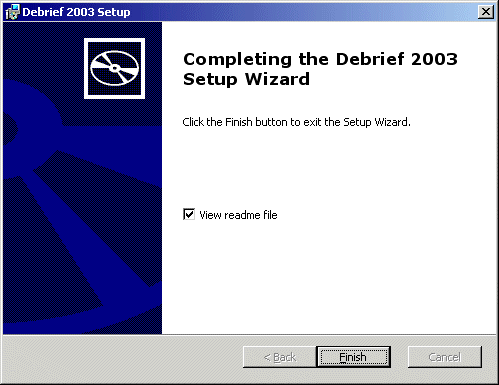 Debrief 2003 Setup
Completing the Debrief 2003
Setup Wizard
Click the Finish button to exit the Setup Wizard.
View readme file
< Back
Finish
Cancel